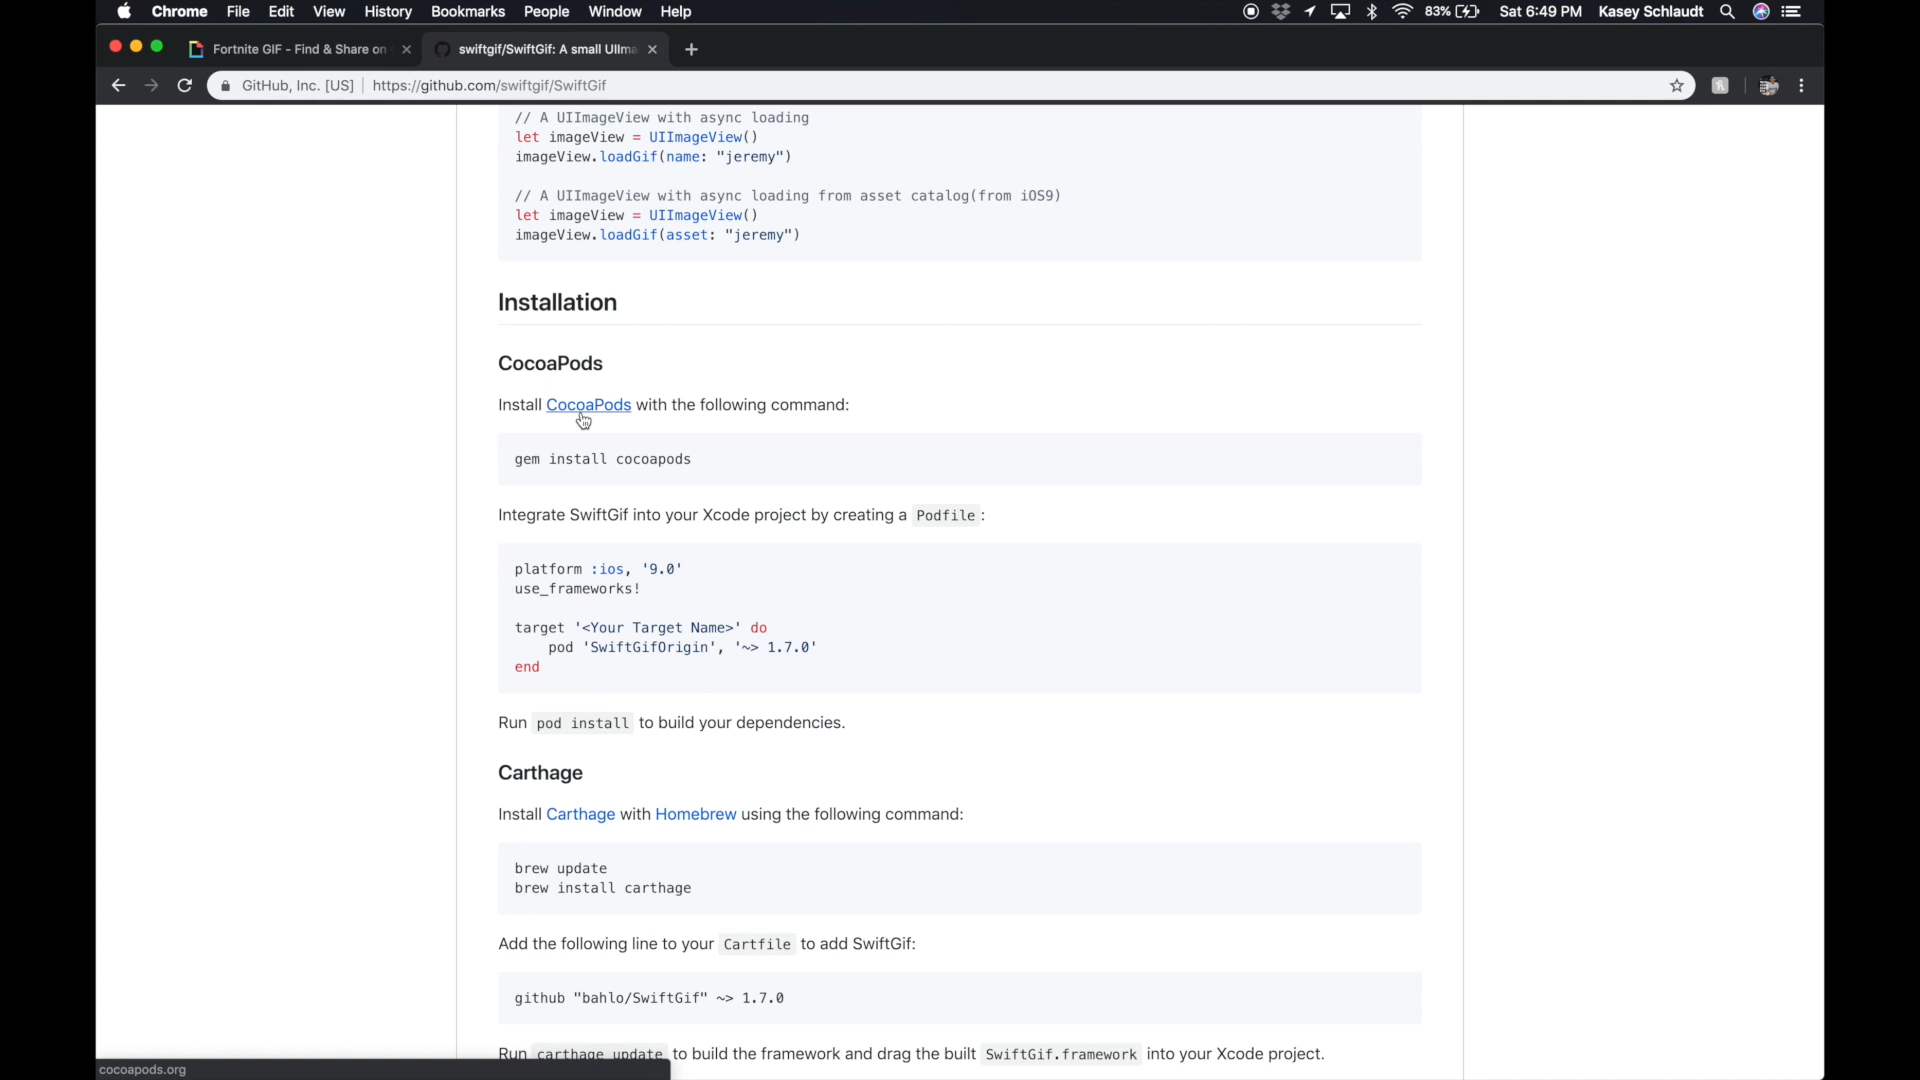 Chrome File Edit View History Bookmarks People Window Help 83% Sat 6:49 PM Kasey Schlaudt
Fortnite GIF - Find & Share on swiftgif/SwiftGif: A small UIIma
GitHub, Inc. [US] https://github.com/swiftgif/SwiftGif
// A UIImageView with async loading
let imageView = UIImageView()
imageView.loadGif(name: "jeremy")
// A UIImageView with async loading from asset catalog(from iOS9)
let imageView = UIImageView()
imageView.loadGif(asset: "jeremy")
Installation
CocoaPods
Install CocoaPods with the following command:
gem install cocoapods
Integrate SwiftGif into your Xcode project by creating a Podfile :
platform :ios, '9.0'
use_frameworks!
target '<Your Target Name>' do
pod 'SwiftGifOrigin', '~> 1.7.0'
end
Run pod install to build your dependencies.
Carthage
Install Carthage with Homebrew using the following command:
brew update
brew install carthage
Add the following line to your Cartfile to add SwiftGif:
github "bahlo/SwiftGif" ~> 1.7.0
Run carthage update to build the framework and drag the built SwiftGif.framework into your Xcode project.
cocoapods.org